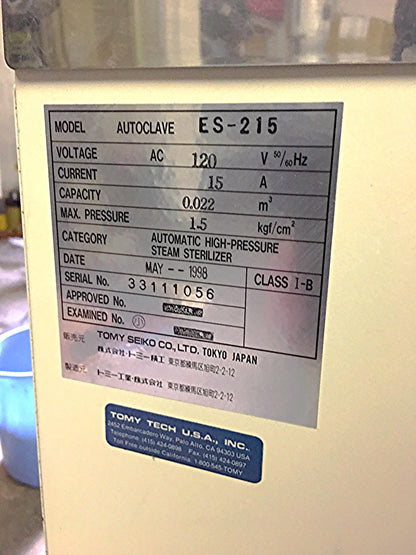 MODEL AUTOCLAVE ES-215
VOLTAGE AC 120 V 50/60 Hz
CURRENT 15 A
CAPACITY 0.022 m³
MAX. PRESSURE 1.5 kgf/cm²
CATEGORY AUTOMATIC HIGH-PRESSURE
STEAM STERILIZER
DATE MAY -- 1998
SERIAL No. 33111056 CLASS I-B
APPROVED No.
EXAMINED No. ㊥
販売元 TOMY SEIKO CO., LTD. TOKYO JAPAN
株式会社トミー精工 東京都練馬区旭町2-2-12
製造元 トミー工業株式会社 東京都練馬区旭町2-2-12
TOMY TECH U.S.A., INC.
2452 Embarcadero Way, Palo Alto, CA 94303 USA
Telephone (415) 424-0898 Fax. (415) 424-0897
Toll Free outside California: 1-800-545-TOMY